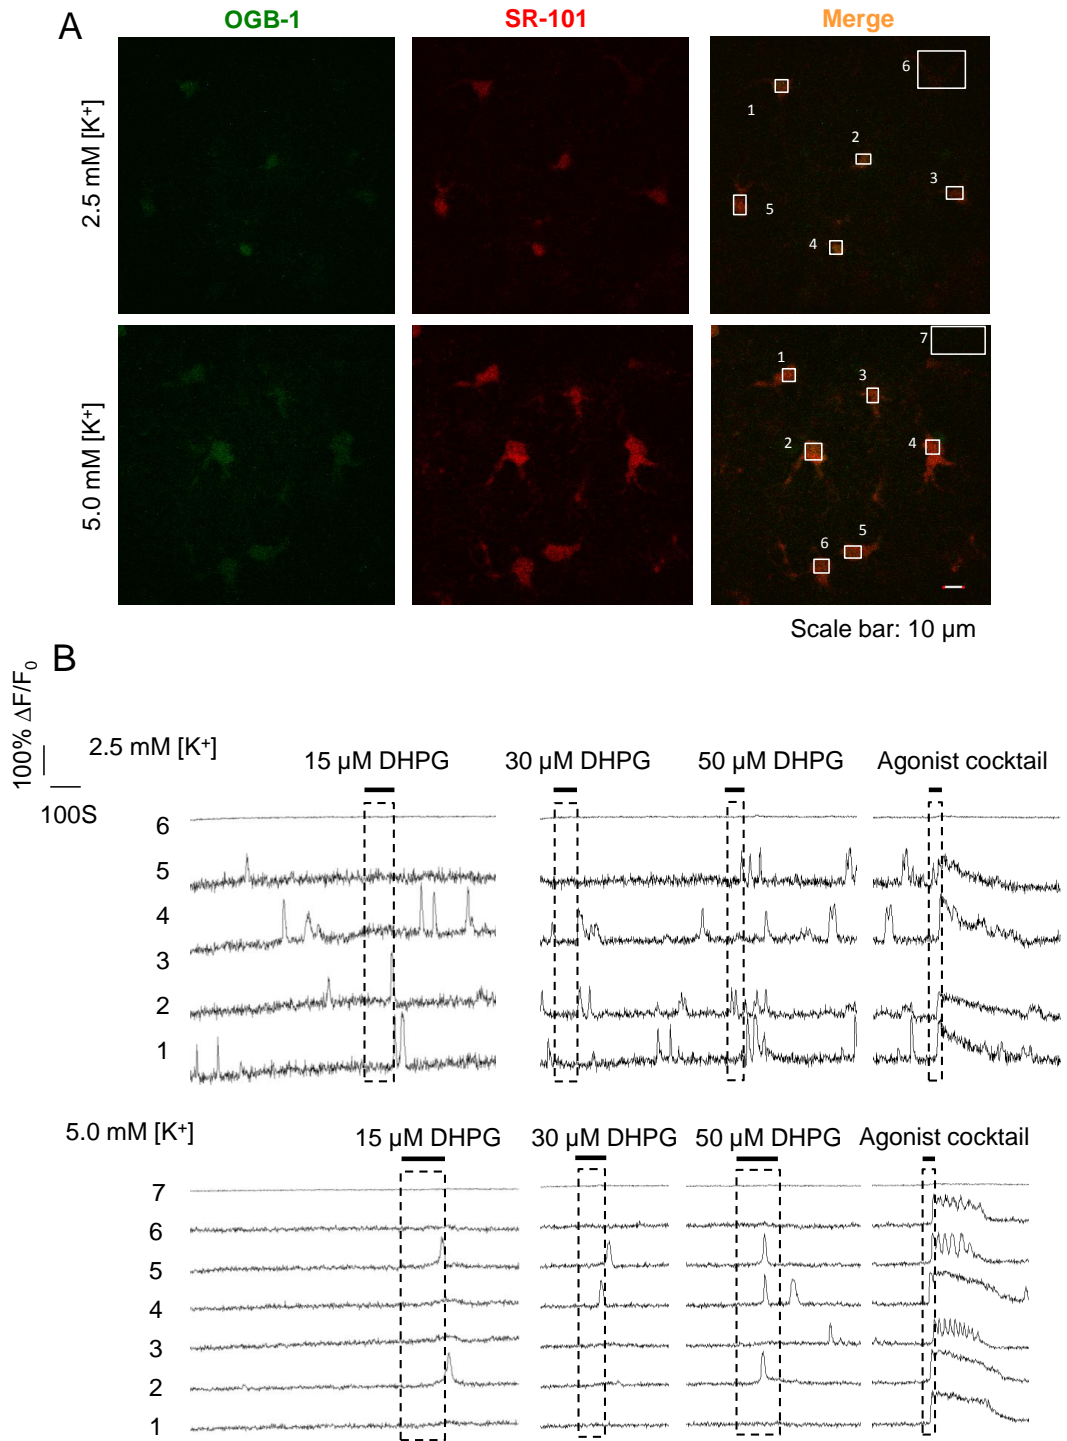 A
OGB-1 SR-101 Merge
2.5 mM [K+]
1
2
3
4
5
6
5.0 mM [K+]
1
2
3
4
5
6
7
Scale bar: 10 µm
B
100% ΔF/F0
100S
2.5 mM [K+]
15 µM DHPG 30 µM DHPG 50 µM DHPG Agonist cocktail
6
5
4
3
2
1
5.0 mM [K+]
15 µM DHPG 30 µM DHPG 50 µM DHPG Agonist cocktail
7
6
5
4
3
2
1